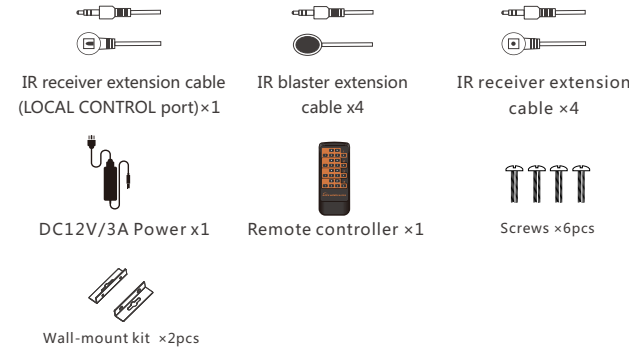 IR receiver extension cable
(LOCAL CONTROL port)×1
IR blaster extension
cable x4
IR receiver extension
cable ×4
DC12V/3A Power x1
Remote controller ×1
Screws ×6pcs
Wall-mount kit ×2pcs